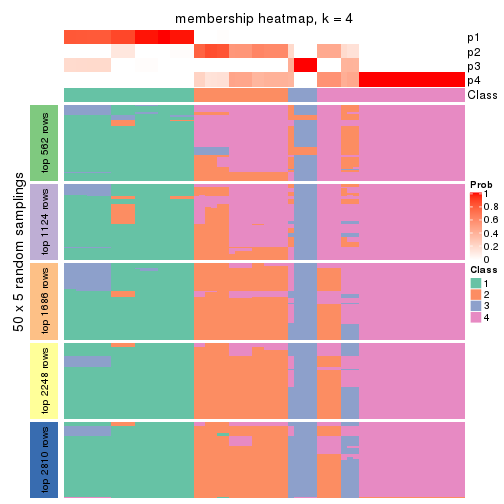 membership heatmap, k = 4
p1
p2
p3
p4
Class
50 x 5 random samplings
top 562 rows
top 1124 rows
top 1686 rows
top 2248 rows
top 2810 rows
Prob
1
0.8
0.6
0.4
0.2
0
Class
1
2
3
4